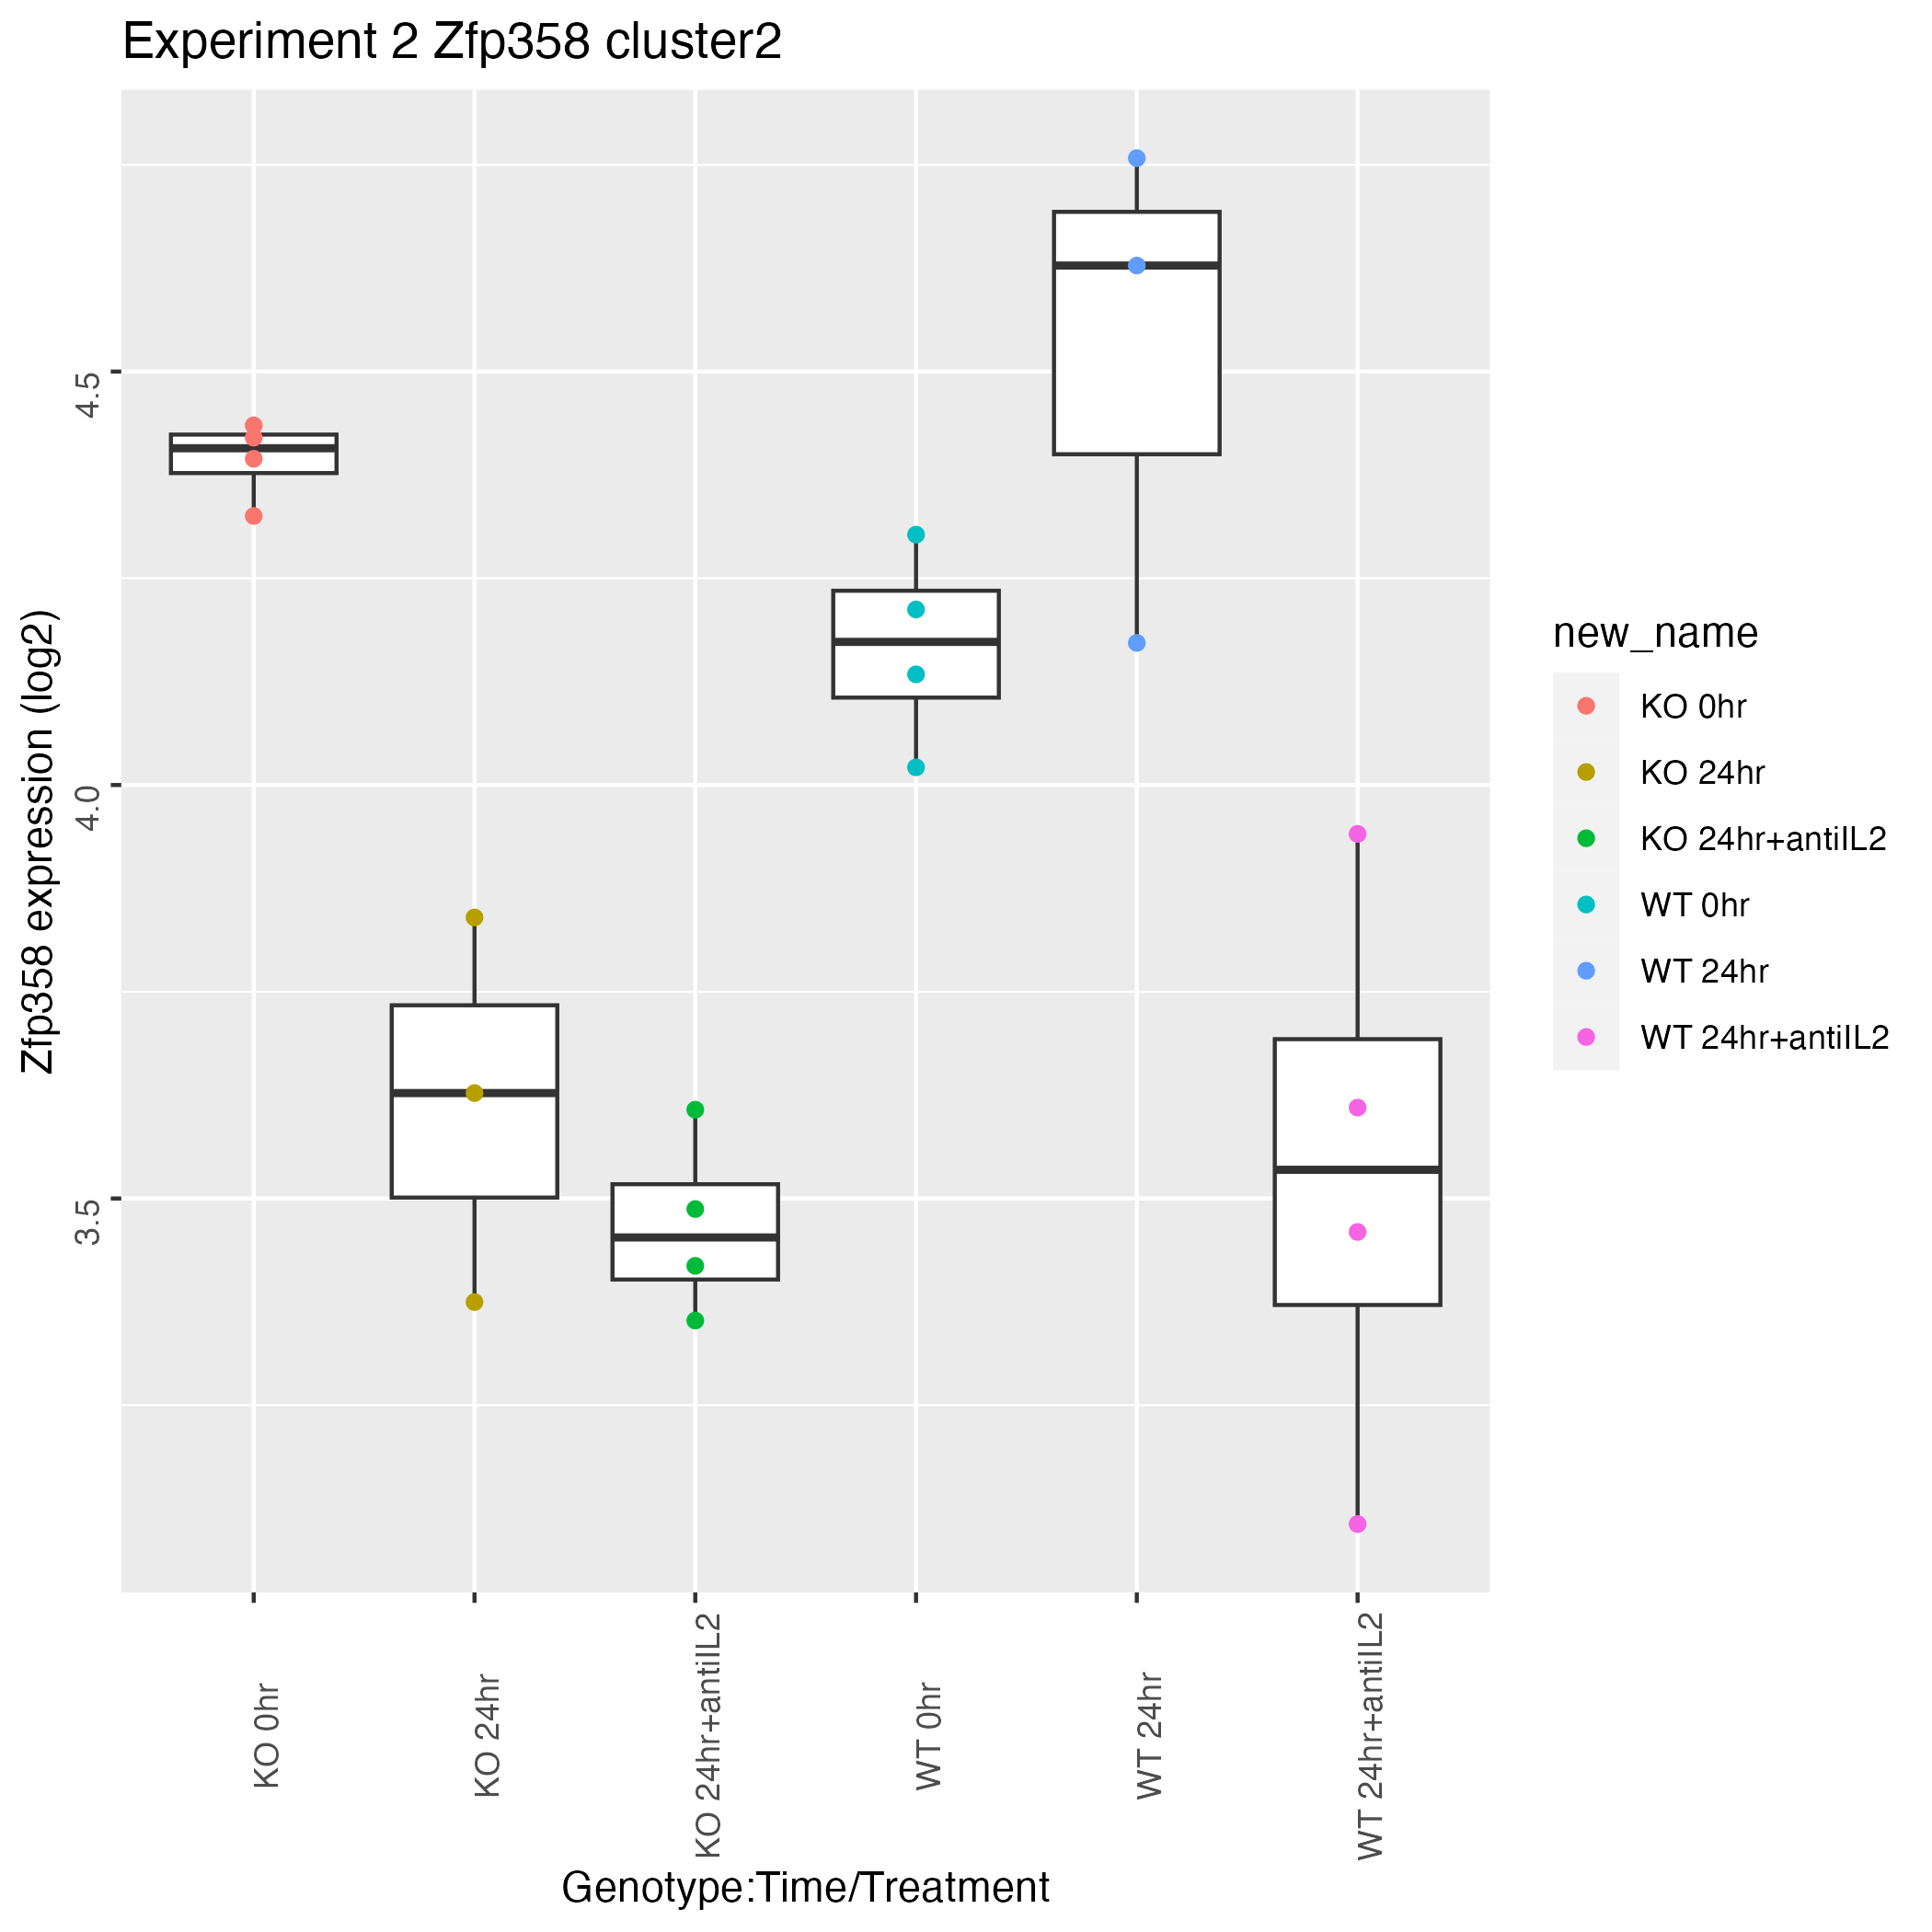 Experiment 2 Zfp358 cluster2
Zfp358 expression (log2)
4.5
4.0
3.5
KO 0hr
KO 24hr
KO 24hr+antiIL2
WT 0hr
WT 24hr
WT 24hr+antiIL2
Genotype:Time/Treatment
new_name
KO 0hr
KO 24hr
KO 24hr+antiIL2
WT 0hr
WT 24hr
WT 24hr+antiIL2